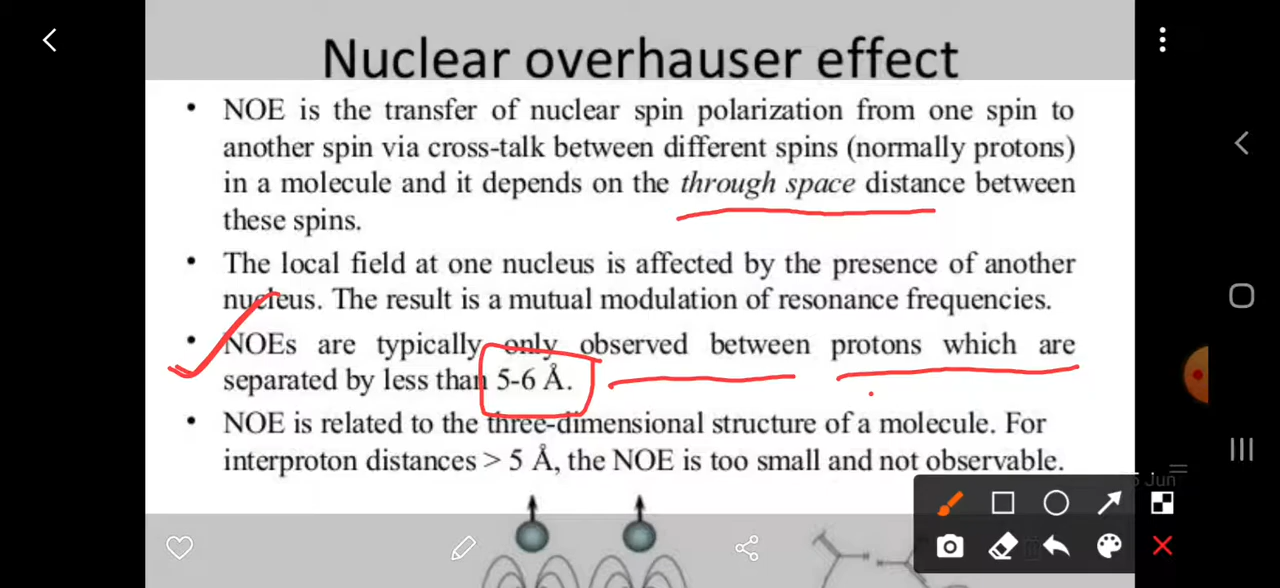 Nuclear overhauser effect
• NOE is the transfer of nuclear spin polarization from one spin to
another spin via cross-talk between different spins (normally protons)
in a molecule and it depends on the through space distance between
these spins.
• The local field at one nucleus is affected by the presence of another
nucleus. The result is a mutual modulation of resonance frequencies.
• NOEs are typically only observed between protons which are
separated by less than 5-6 Å.
• NOE is related to the three-dimensional structure of a molecule. For
interproton distances > 5 Å, the NOE is too small and not observable.
Jun